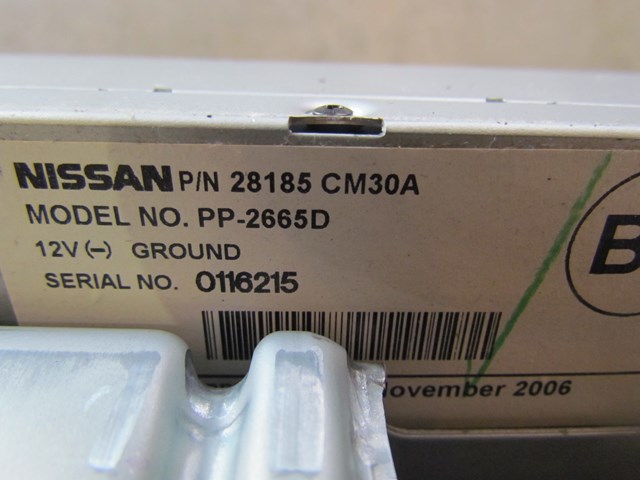 NISSAN P/N 28185 CM30A
MODEL NO. PP-2665D
12V (-) GROUND
SERIAL NO. 0116215
B
November 2006